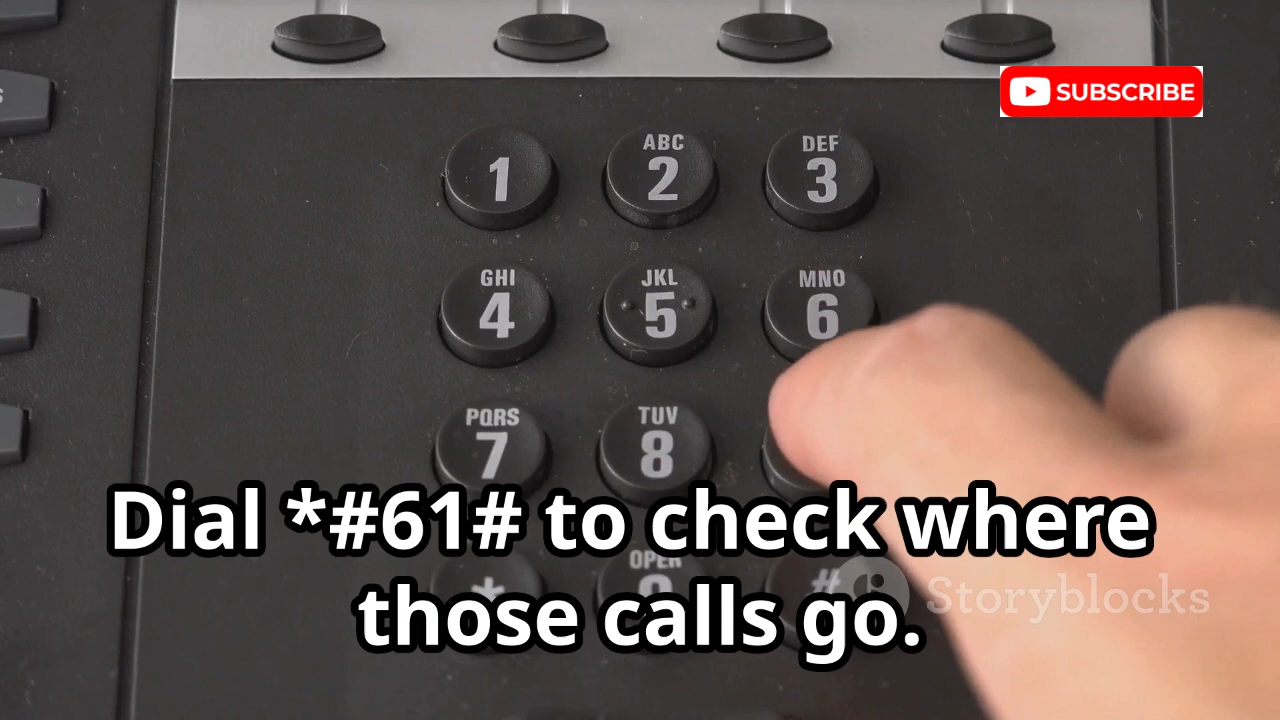 S
SUBSCRIBE
1
ABC
2
DEF
3
GHI
4
JKL
5
MNO
6
PQRS
7
TUV
8
Dial *#61# to check where
OPER
*
#
Storyblocks
those calls go.